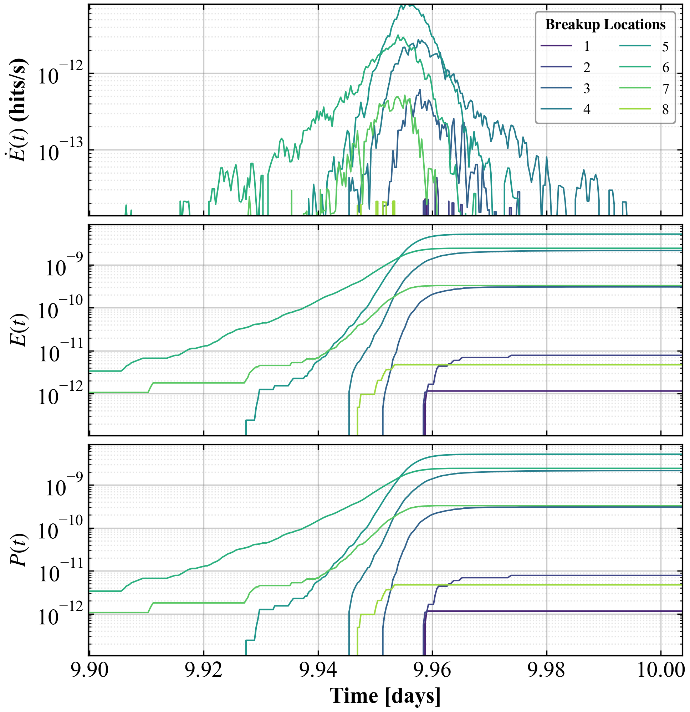 Breakup Locations
1 5
2 6
3 7
4 8
10⁻¹²
10⁻¹³
Ė(t) (hits/s)
10⁻⁹
10⁻¹⁰
10⁻¹¹
10⁻¹²
E(t)
10⁻⁹
10⁻¹⁰
10⁻¹¹
10⁻¹²
P(t)
9.90 9.92 9.94 9.96 9.98 10.00
Time [days]